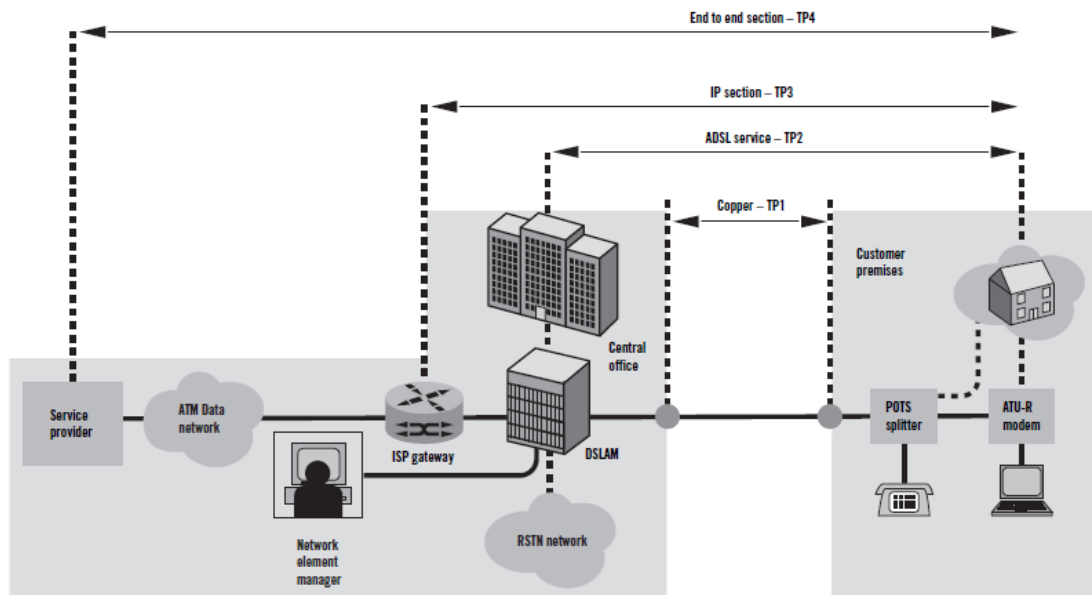 End to end section – TP4
IP section – TP3
ADSL service – TP2
Copper – TP1
Customer
premises
Central
office
Service
provider
ATM Data
network
ISP gateway
DSLAM
POTS
splitter
ATU-R
modem
Network
element
manager
RSTN network